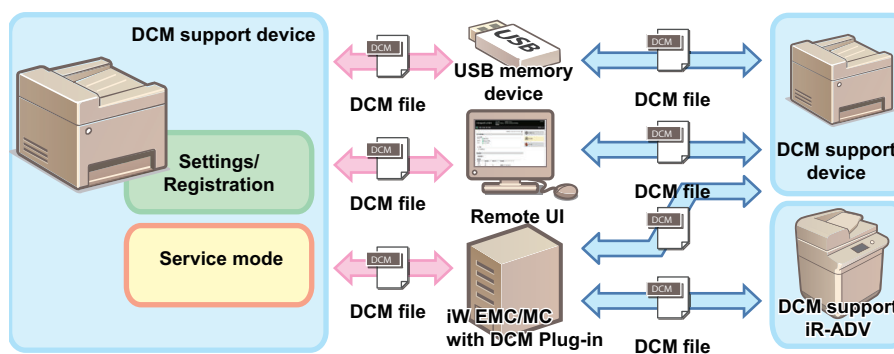 DCM support device
Settings/
Registration
Service mode
DCM
DCM file
DCM
DCM file
DCM
DCM file
USB
USB memory
device
Remote UI
iW EMC/MC
with DCM Plug-in
DCM
DCM file
DCM
DCM file
DCM
DCM
DCM file
DCM support
device
DCM support
iR-ADV